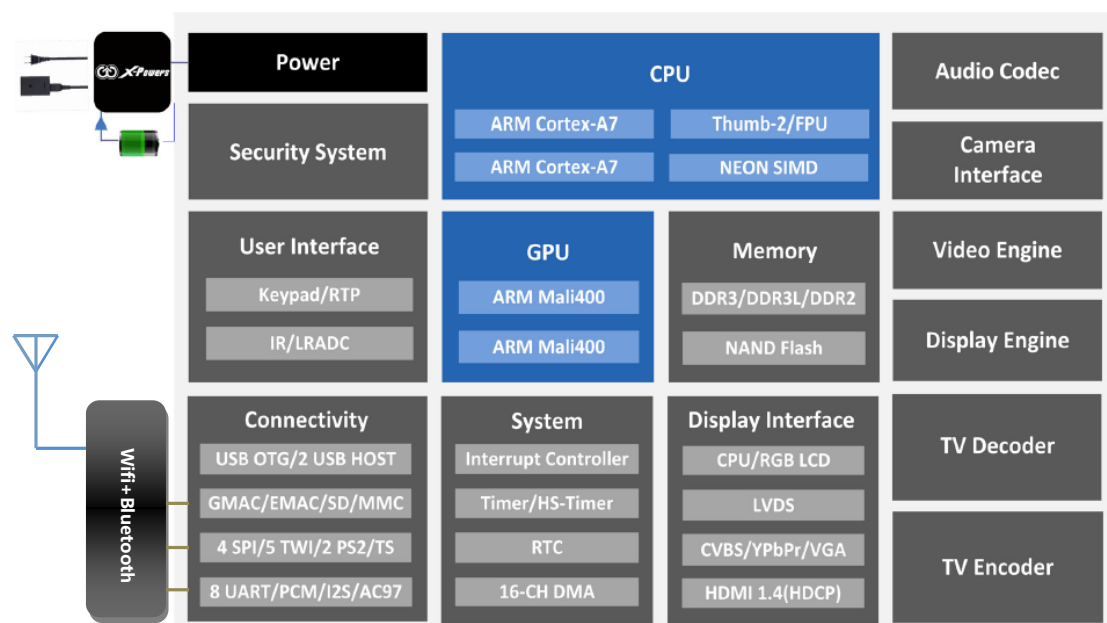 X-Powers
Power
Security System
CPU
ARM Cortex-A7
Thumb-2/FPU
ARM Cortex-A7
NEON SIMD
Audio Codec
Camera
Interface
User Interface
Keypad/RTP
IR/LRADC
GPU
ARM Mali400
ARM Mali400
Memory
DDR3/DDR3L/DDR2
NAND Flash
Video Engine
Display Engine
Wifi+Bluetooth
Connectivity
USB OTG/2 USB HOST
GMAC/EMAC/SD/MMC
4 SPI/5 TWI/2 PS2/TS
8 UART/PCM/I2S/AC97
System
Interrupt Controller
Timer/HS-Timer
RTC
16-CH DMA
Display Interface
CPU/RGB LCD
LVDS
CVBS/YPbPr/VGA
HDMI 1.4(HDCP)
TV Decoder
TV Encoder